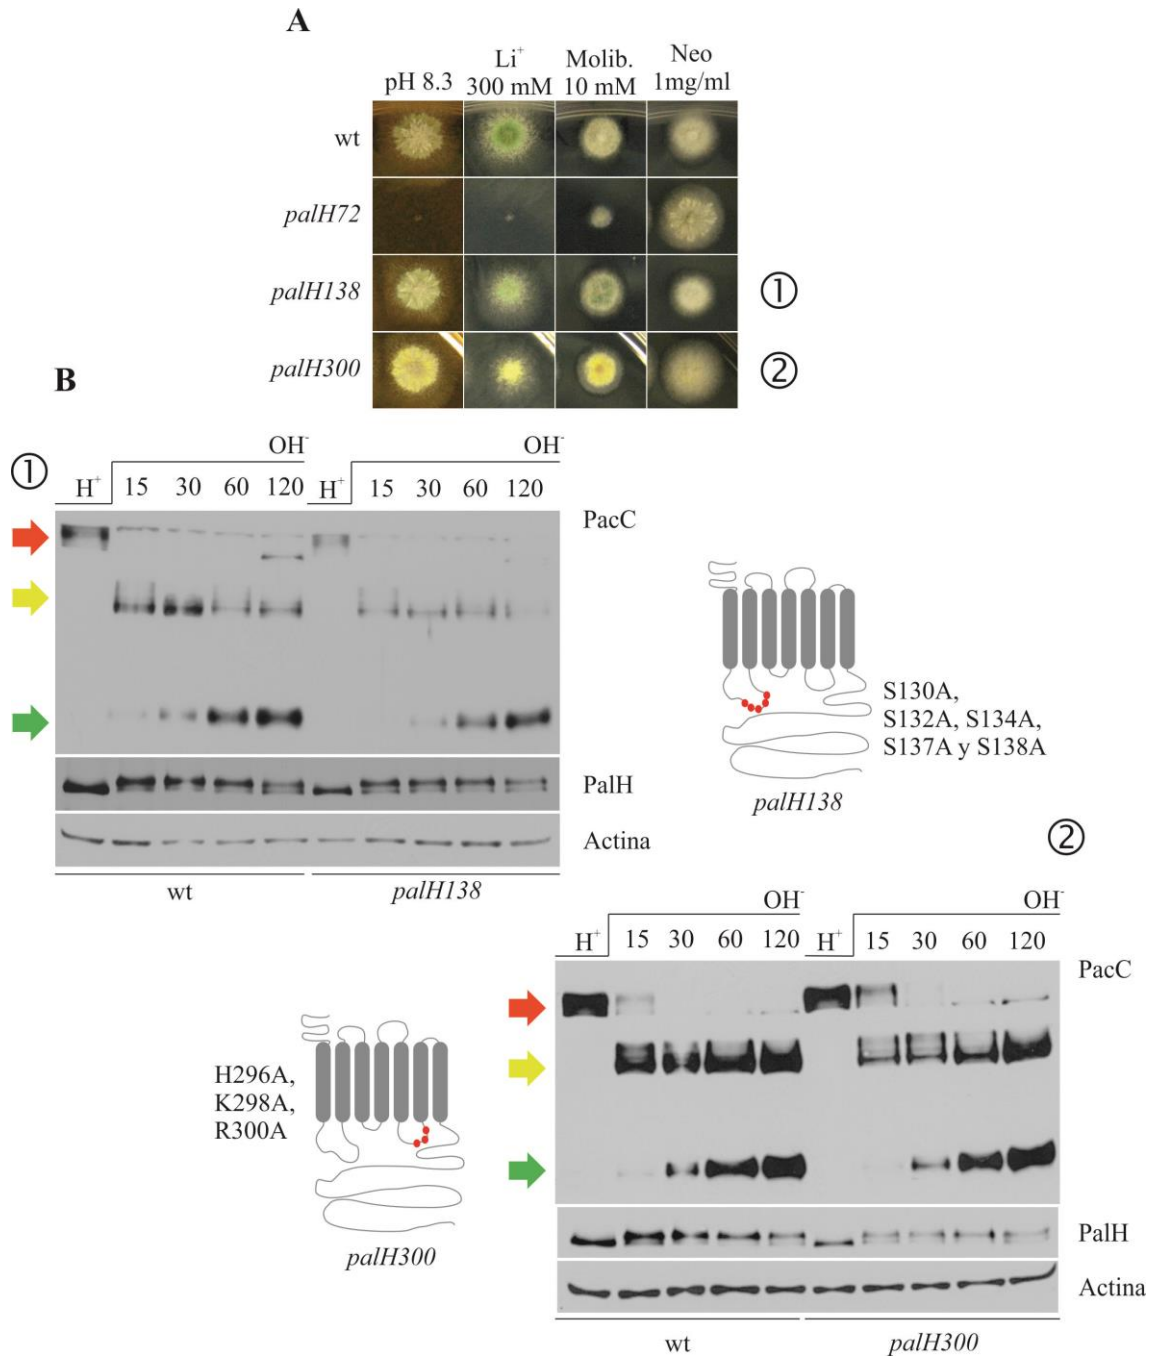 A
pH 8.3
Li⁺
300 mM
Molib.
10 mM
Neo
1mg/ml
wt
palH72
palH138
①
palH300
②
B
①
OH⁻
H⁺ 15 30 60 120 H⁺ 15 30 60 120
OH⁻
PacC
PalH
Actina
wt
palH138
S130A,
S132A, S134A,
S137A y S138A
palH138
②
OH⁻
OH⁻
H⁺ 15 30 60 120 H⁺ 15 30 60 120
PacC
PalH
Actina
wt
palH300
H296A,
K298A,
R300A
palH300